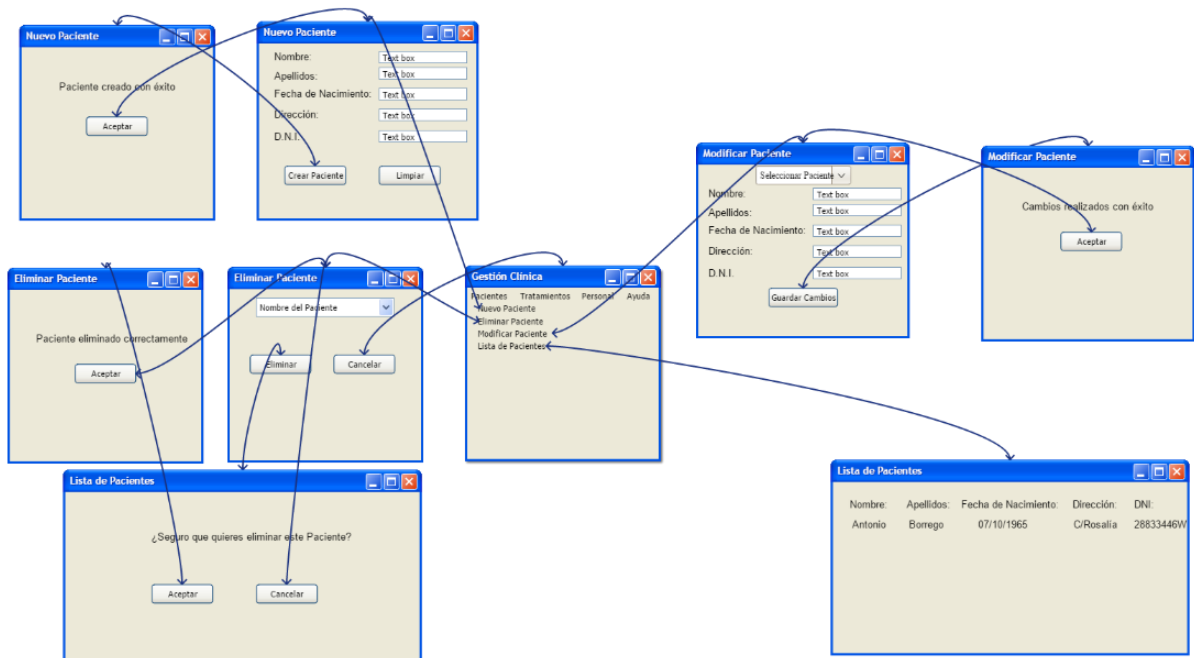 Nuevo Paciente
Paciente creado con éxito
Aceptar
Nuevo Paciente
Nombre: Text box
Apellidos: Text box
Fecha de Nacimiento: Text box
Dirección: Text box
D.N.I. Text box
Crear Paciente Limpiar
Modificar Paciente
Seleccionar Paciente
Nombre: Text box
Apellidos: Text box
Fecha de Nacimiento: Text box
Dirección: Text box
D.N.I. Text box
Guardar Cambios
Modificar Paciente
Cambios realizados con éxito
Aceptar
Eliminar Paciente
Paciente eliminado correctamente
Aceptar
Eliminar Paciente
Nombre del Paciente
Eliminar Cancelar
Gestión Clínica
Pacientes Tratamientos Personal Ayuda
Nuevo Paciente
Eliminar Paciente
Modificar Paciente
Lista de Pacientes
Lista de Pacientes
¿Seguro que quieres eliminar este Paciente?
Aceptar Cancelar
Lista de Pacientes
Nombre: Apellidos: Fecha de Nacimiento: Dirección: DNI:
Antonio Borrego 07/10/1965 C/Rosalía 28833446W